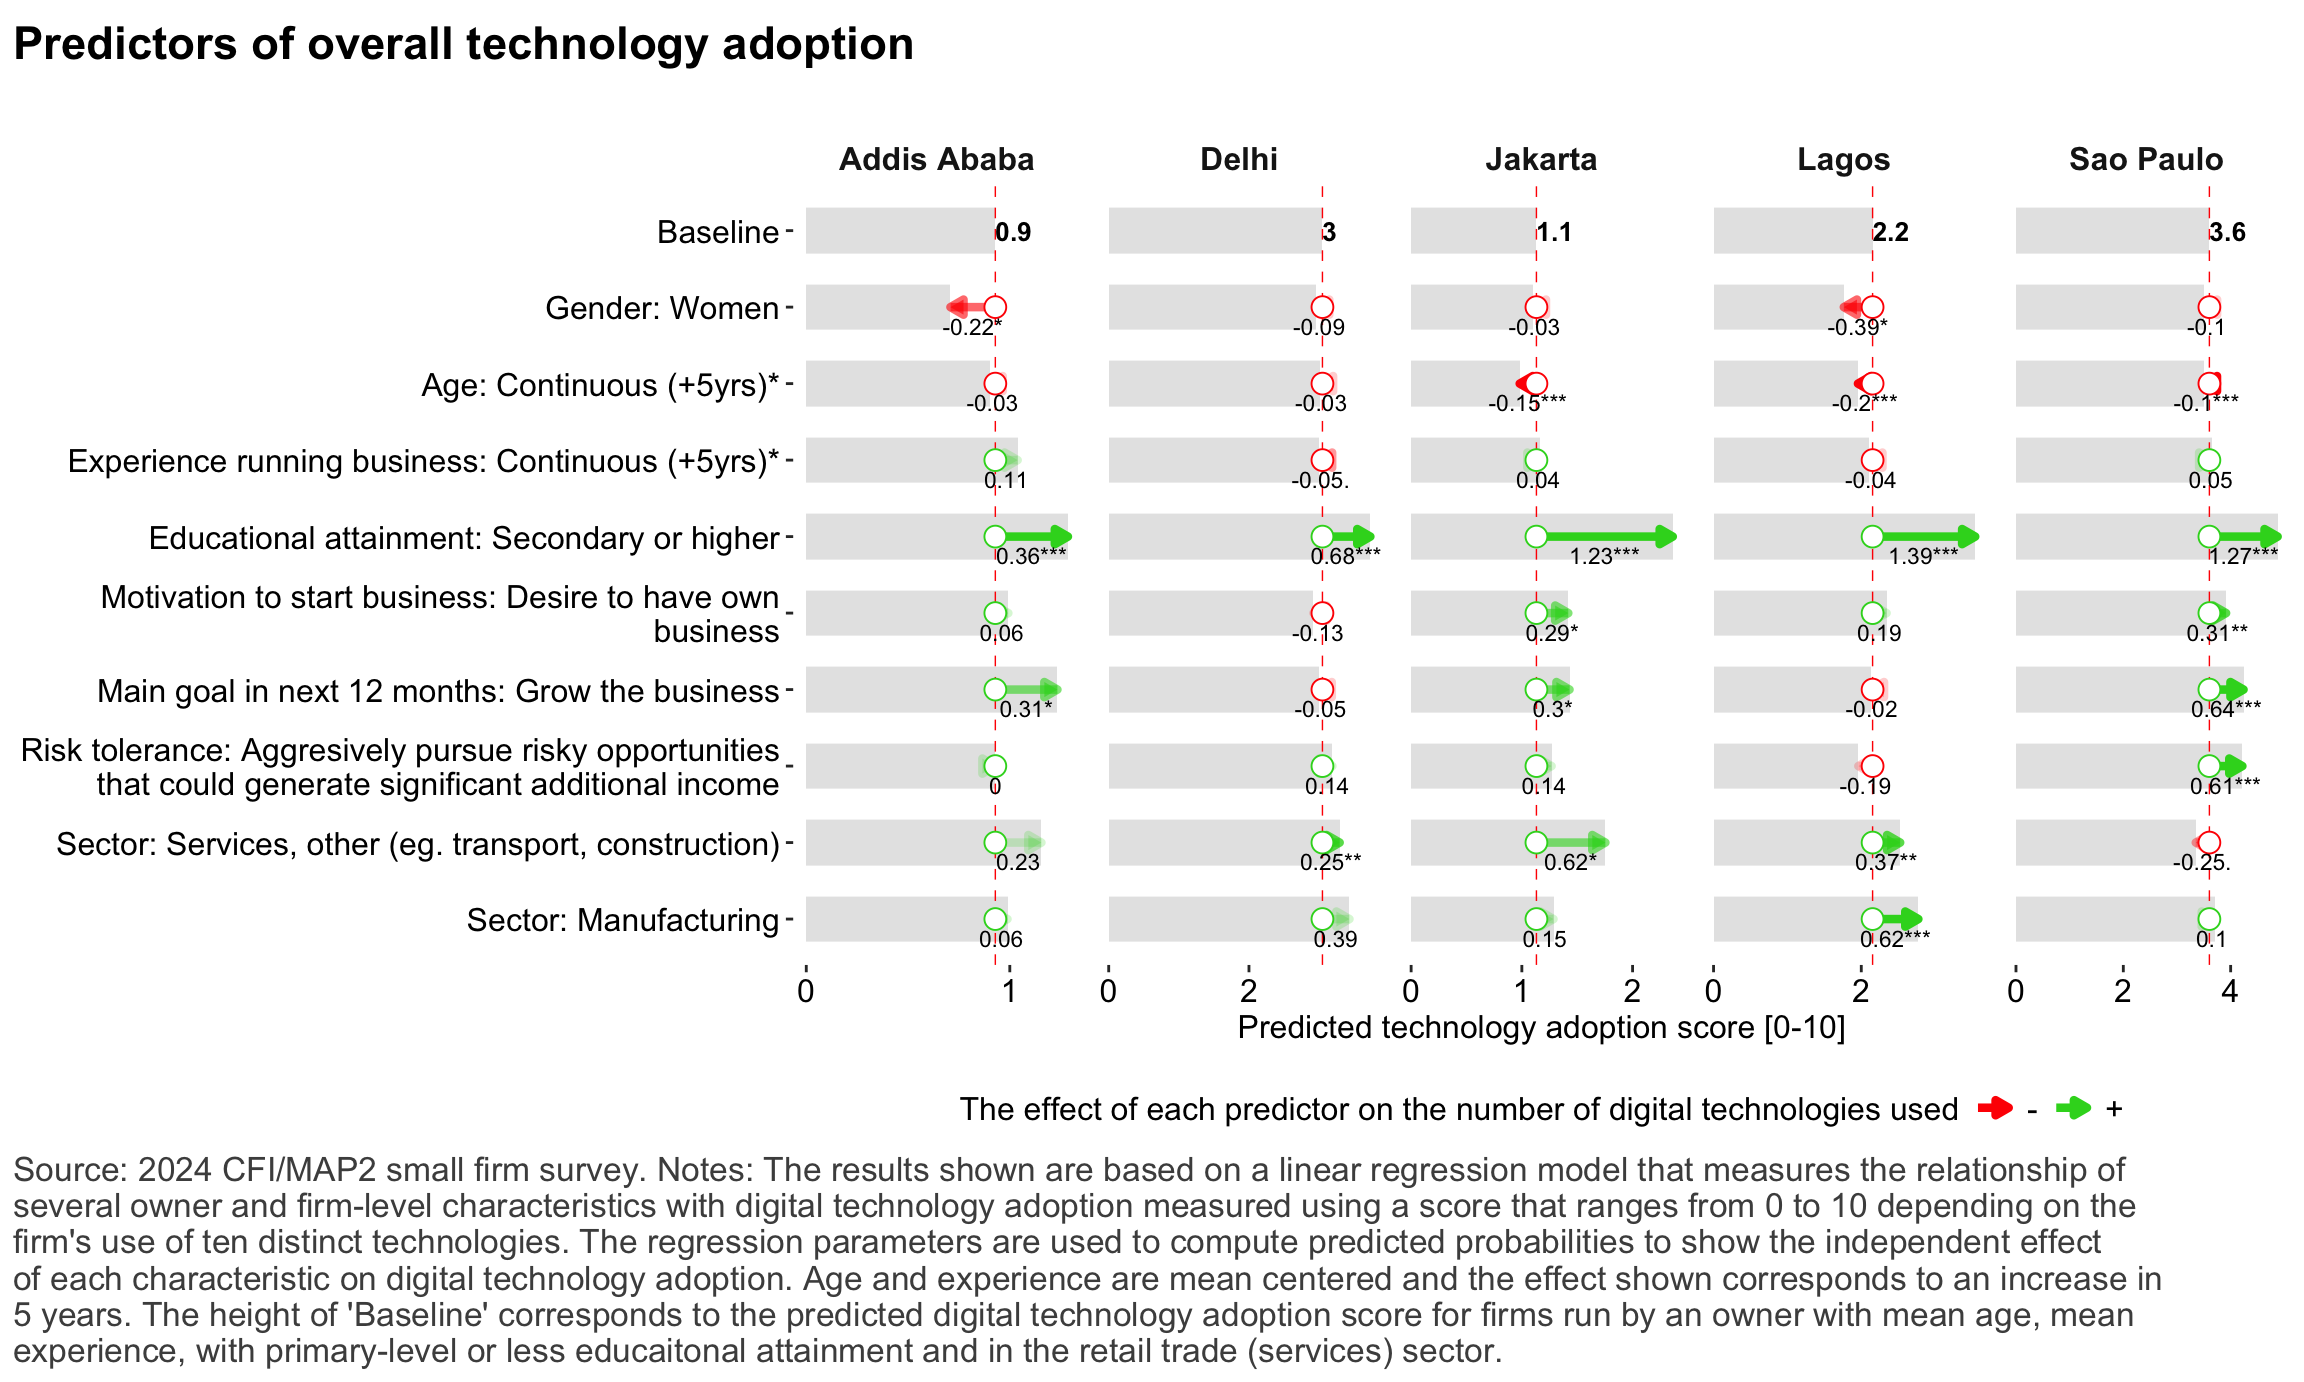 Predictors of overall technology adoption
Addis Ababa Delhi Jakarta Lagos Sao Paulo
Baseline 0.9 3 1.1 2.2 3.6
Gender: Women -0.22* -0.09 -0.03 -0.39* -0.1
Age: Continuous (+5yrs)* -0.03 -0.03 -0.15*** -0.2*** -0.1***
Experience running business: Continuous (+5yrs)* 0.11 -0.05. 0.04 -0.04 0.05
Educational attainment: Secondary or higher 0.36*** 0.68*** 1.23*** 1.39*** 1.27***
Motivation to start business: Desire to have own
business 0.06 -0.13 0.29* 0.19 0.31**
Main goal in next 12 months: Grow the business 0.31* -0.05 0.3* -0.02 0.64***
Risk tolerance: Aggresively pursue risky opportunities
that could generate significant additional income 0 0.14 0.14 -0.19 0.61***
Sector: Services, other (eg. transport, construction) 0.23 0.25** 0.62* 0.37** -0.25.
Sector: Manufacturing 0.06 0.39 0.15 0.62*** 0.1
0 1 0 2 0 1 2 0 2 0 2 4
Predicted technology adoption score [0-10]
The effect of each predictor on the number of digital technologies used - +
Source: 2024 CFI/MAP2 small firm survey. Notes: The results shown are based on a linear regression model that measures the relationship of
several owner and firm-level characteristics with digital technology adoption measured using a score that ranges from 0 to 10 depending on the
firm's use of ten distinct technologies. The regression parameters are used to compute predicted probabilities to show the independent effect
of each characteristic on digital technology adoption. Age and experience are mean centered and the effect shown corresponds to an increase in
5 years. The height of 'Baseline' corresponds to the predicted digital technology adoption score for firms run by an owner with mean age, mean
experience, with primary-level or less educaitonal attainment and in the retail trade (services) sector.